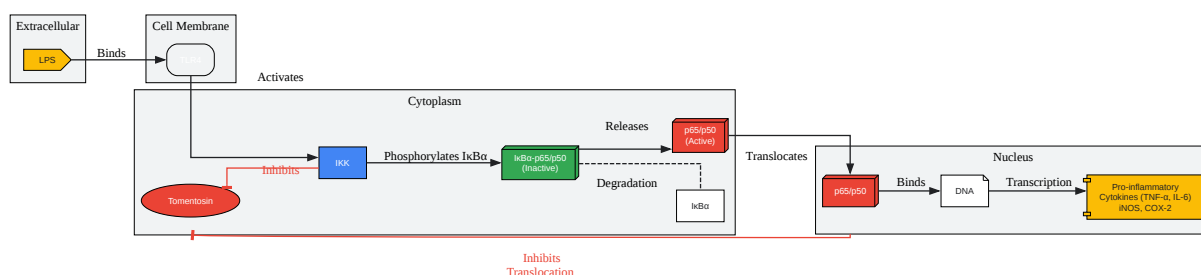 Extracellular
LPS
Binds
Cell Membrane
TLR4
Activates
Cytoplasm
IKK
Phosphorylates IκBα
IκBα-p65/p50
(Inactive)
Releases
p65/p50
(Active)
Degradation
IκBα
Inhibits
Tomentosin
Translocates
Nucleus
p65/p50
Binds
DNA
Transcription
Pro-inflammatory
Cytokines (TNF-α, IL-6)
iNOS, COX-2
Inhibits
Translocation